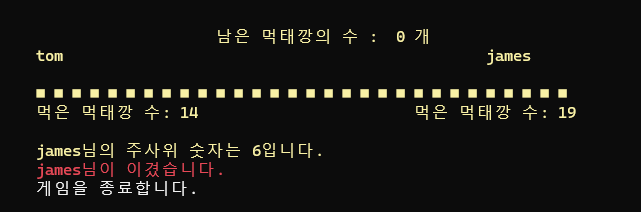 남은 먹태깡의 수 : 0 개
tom james
■ ■ ■ ■ ■ ■ ■ ■ ■ ■ ■ ■ ■ ■ ■ ■ ■ ■ ■ ■ ■ ■ ■ ■ ■ ■ ■ ■ ■ ■
먹은 먹태깡 수: 14 먹은 먹태깡 수: 19
james님의 주사위 숫자는 6입니다.
james님이 이겼습니다.
게임을 종료합니다.